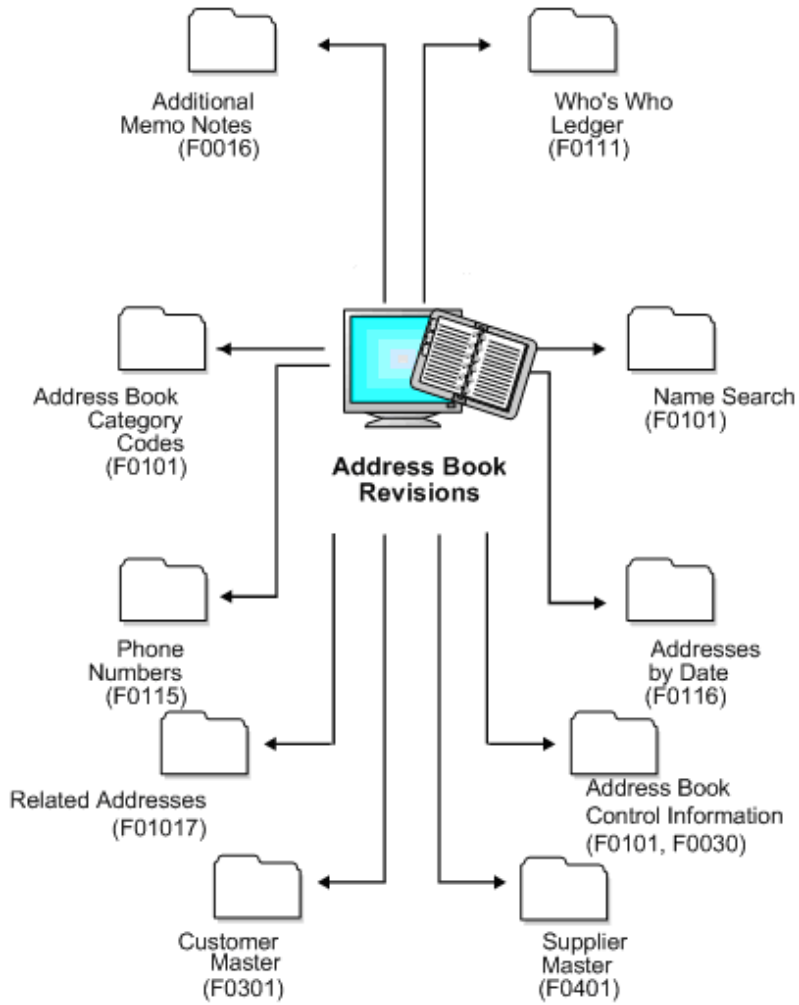 Additional
Memo Notes
(F0016)
Who's Who
Ledger
(F0111)
Address Book
Category
Codes
(F0101)
Name Search
(F0101)
Address Book
Revisions
Phone
Numbers
(F0115)
Addresses
by Date
(F0116)
Related Addresses
(F01017)
Address Book
Control Information
(F0101, F0030)
Customer
Master
(F0301)
Supplier
Master
(F0401)